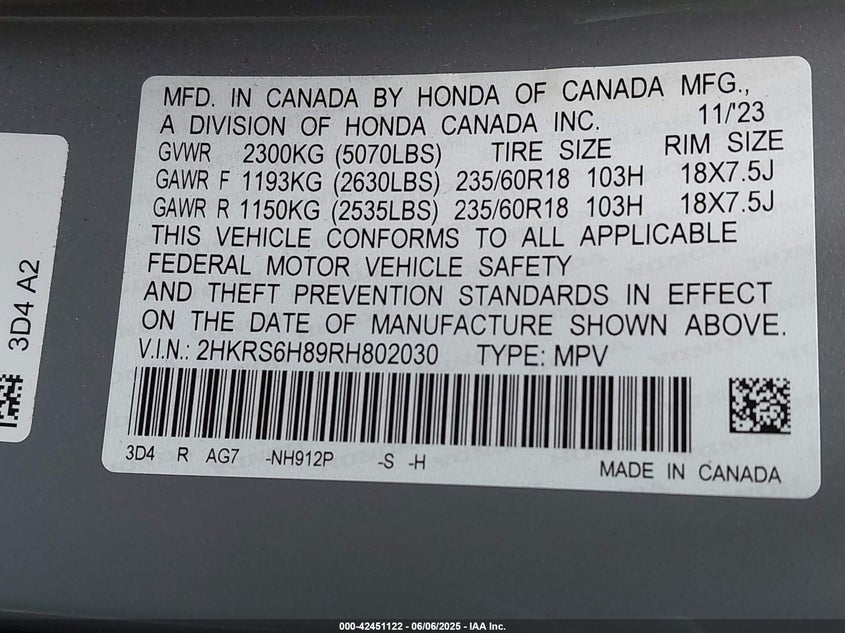 MFD. IN CANADA BY HONDA OF CANADA MFG.,
A DIVISION OF HONDA CANADA INC. 11/'23
GVWR 2300KG (5070LBS) TIRE SIZE RIM SIZE
GAWR F 1193KG (2630LBS) 235/60R18 103H 18X7.5J
GAWR R 1150KG (2535LBS) 235/60R18 103H 18X7.5J
THIS VEHICLE CONFORMS TO ALL APPLICABLE
FEDERAL MOTOR VEHICLE SAFETY
AND THEFT PREVENTION STANDARDS IN EFFECT
ON THE DATE OF MANUFACTURE SHOWN ABOVE.
V.I.N.: 2HKRS6H89RH802030 TYPE: MPV
3D4 R AG7 -NH912P -S -H
MADE IN CANADA
3D4 A2
000-42451122 - 06/06/2025 - IAA Inc.